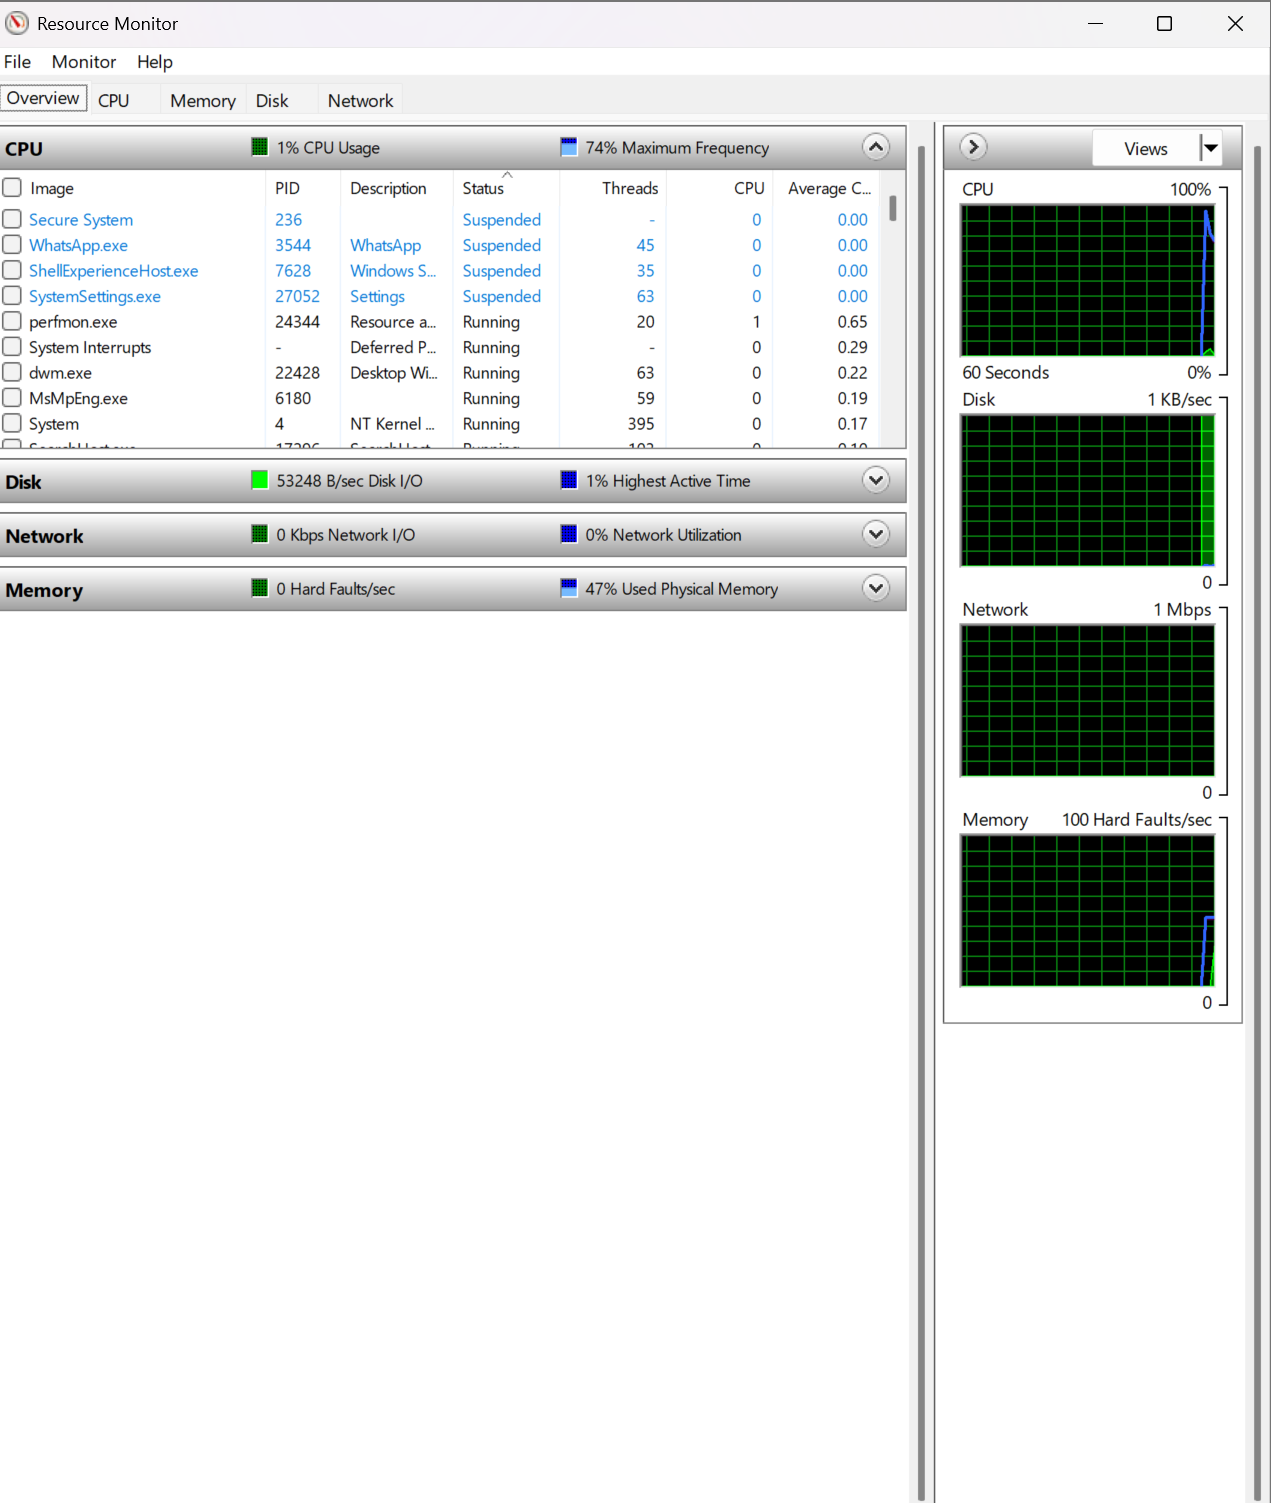 Resource Monitor
File Monitor Help
Overview CPU Memory Disk Network
CPU 1% CPU Usage 74% Maximum Frequency
Image PID Description Status Threads CPU Average C...
Secure System 236 Suspended - 0 0.00
WhatsApp.exe 3544 WhatsApp Suspended 45 0 0.00
ShellExperienceHost.exe 7628 Windows S... Suspended 35 0 0.00
SystemSettings.exe 27052 Settings Suspended 63 0 0.00
perfmon.exe 24344 Resource a... Running 20 1 0.65
System Interrupts - Deferred P... Running - 0 0.29
dwm.exe 22428 Desktop Wi... Running 63 0 0.22
MsMpEng.exe 6180 Running 59 0 0.19
System 4 NT Kernel ... Running 395 0 0.17
Disk 53248 B/sec Disk I/O 1% Highest Active Time
Network 0 Kbps Network I/O 0% Network Utilization
Memory 0 Hard Faults/sec 47% Used Physical Memory
Views
CPU 100%
60 Seconds 0%
Disk 1 KB/sec
0
Network 1 Mbps
0
Memory 100 Hard Faults/sec
0